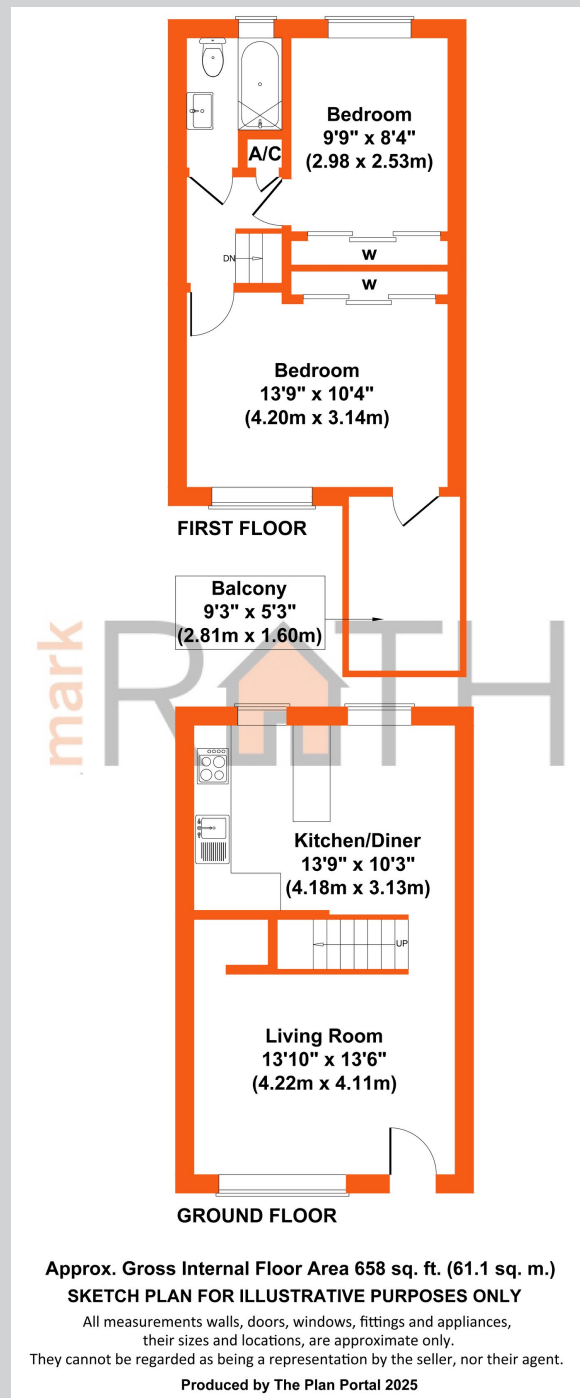 Bedroom
9'9" x 8'4"
(2.98 x 2.53m)
A/C
W
DN
W
Bedroom
13'9" x 10'4"
(4.20m x 3.14m)
FIRST FLOOR
Balcony
9'3" x 5'3"
(2.81m x 1.60m)
mark
RATH
Kitchen/Diner
13'9" x 10'3"
(4.18m x 3.13m)
UP
Living Room
13'10" x 13'6"
(4.22m x 4.11m)
GROUND FLOOR
Approx. Gross Internal Floor Area 658 sq. ft. (61.1 sq. m.)
SKETCH PLAN FOR ILLUSTRATIVE PURPOSES ONLY
All measurements walls, doors, windows, fittings and appliances,
their sizes and locations, are approximate only.
They cannot be regarded as being a representation by the seller, nor their agent.
Produced by The Plan Portal 2025